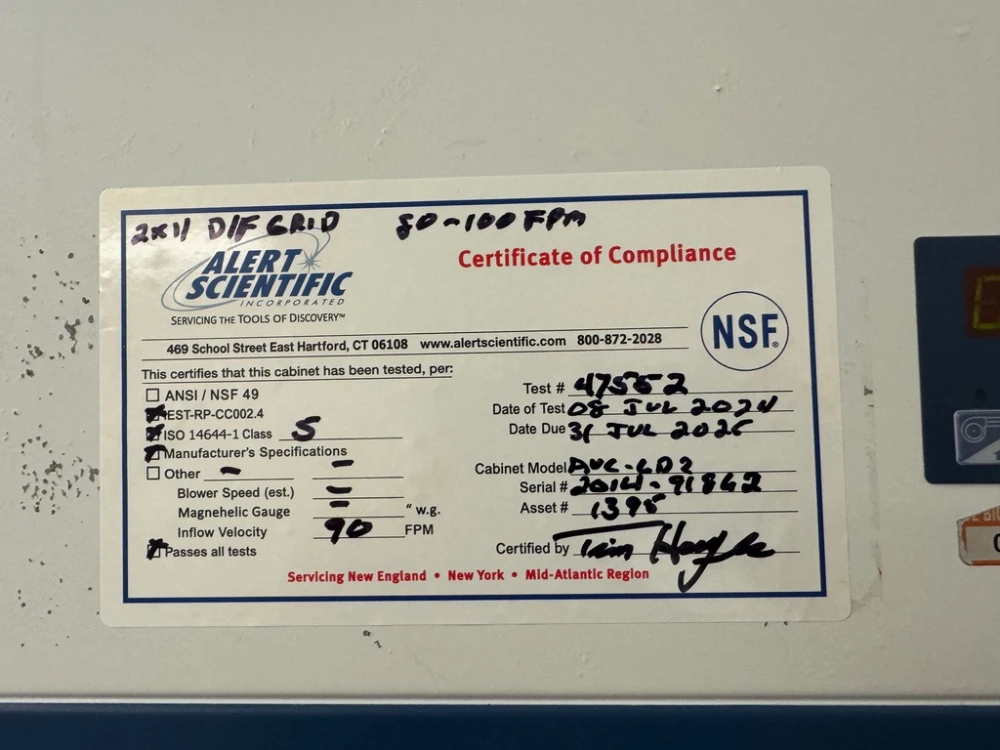 2x11 D/F GRID 80-100 FPM
ALERT
SCIENTIFIC
INCORPORATED
SERVICING THE TOOLS OF DISCOVERY™
Certificate of Compliance
NSF®
469 School Street East Hartford, CT 06108 www.alertscientific.com 800-872-2028
This certifies that this cabinet has been tested, per:
ANSI / NSF 49
EST-RP-CC002.4
ISO 14644-1 Class 5
Manufacturer's Specifications -
Other -
Blower Speed (est.) -
Magnehelic Gauge - " w.g.
Inflow Velocity 90 FPM
Passes all tests
Test # 47552
Date of Test 08 JUL 2024
Date Due 31 JUL 2025
Cabinet Model
Serial # 2014-91862
Asset # 1395
Certified by Tim
Servicing New England • New York • Mid-Atlantic Region